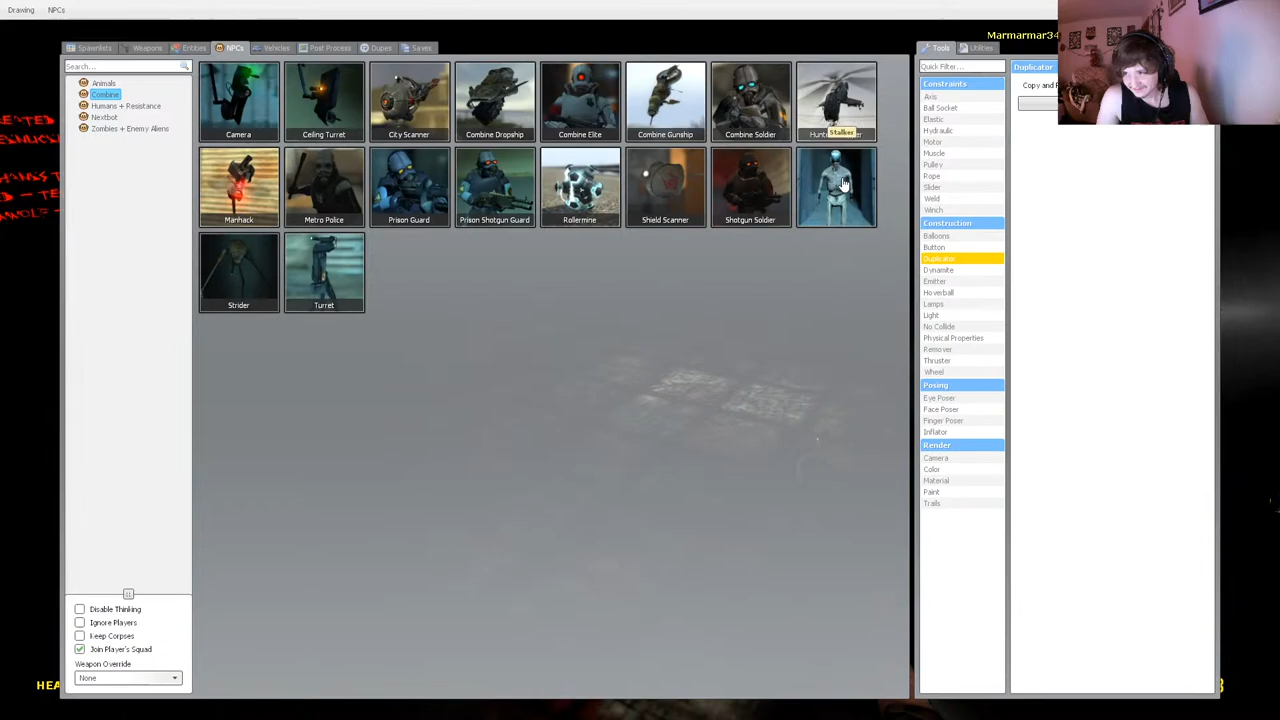 Drawing NPCs
Marmarmar34
Spawnlists Weapons Entities NPCs Vehicles Post Process Dupes Saves
Tools Utilities
Search...
Quick Filter...
Duplicator
Animals
Combine
Humans + Resistance
Nextbot
Zombies + Enemy Aliens
Camera
Ceiling Turret
City Scanner
Combine Dropship
Combine Elite
Combine Gunship
Combine Soldier
Stalker
Manhack
Metro Police
Prison Guard
Prison Shotgun Guard
Rollermine
Shield Scanner
Shotgun Soldier
Strider
Turret
Constraints
Axis
Ball Socket
Elastic
Hydraulic
Motor
Muscle
Pulley
Rope
Slider
Weld
Winch
Construction
Balloons
Button
Duplicator
Dynamite
Emitter
Hoverball
Lamps
Light
No Collide
Physical Properties
Remover
Thruster
Wheel
Posing
Eye Poser
Face Poser
Finger Poser
Inflator
Render
Camera
Color
Material
Paint
Trails
Copy and
Disable Thinking
Ignore Players
Keep Corpses
Join Player's Squad
Weapon Override
None